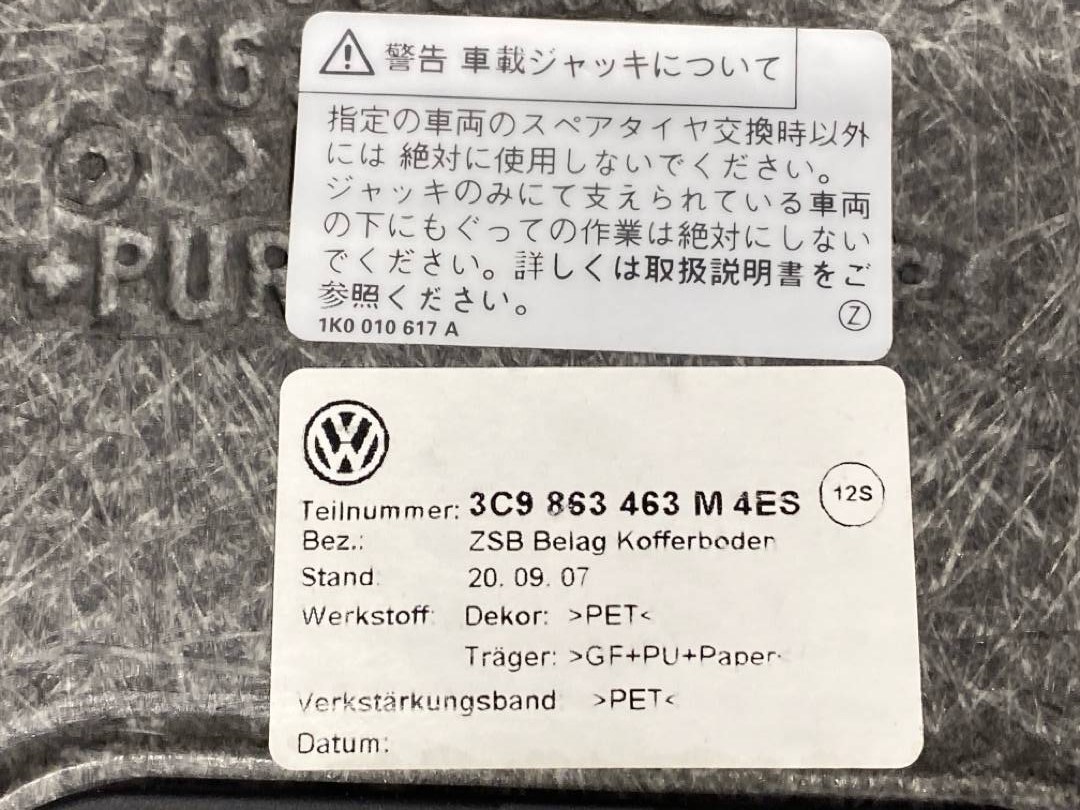 46
+PUR
警告 車載ジャッキについて
指定の車両のスペアタイヤ交換時以外
には 絶対に使用しないでください。
ジャッキのみにて支えられている車両
の下にもぐっての作業は絶対にしない
でください。詳しくは取扱説明書をご
参照ください。
1K0 010 617 A
Z
Teilnummer: 3C9 863 463 M 4ES
12S
Bez.: ZSB Belag Kofferboden
Stand: 20. 09. 07
Werkstoff: Dekor: >PET<
Träger: >GF+PU+Paper<
Verkstärkungsband >PET<
Datum: